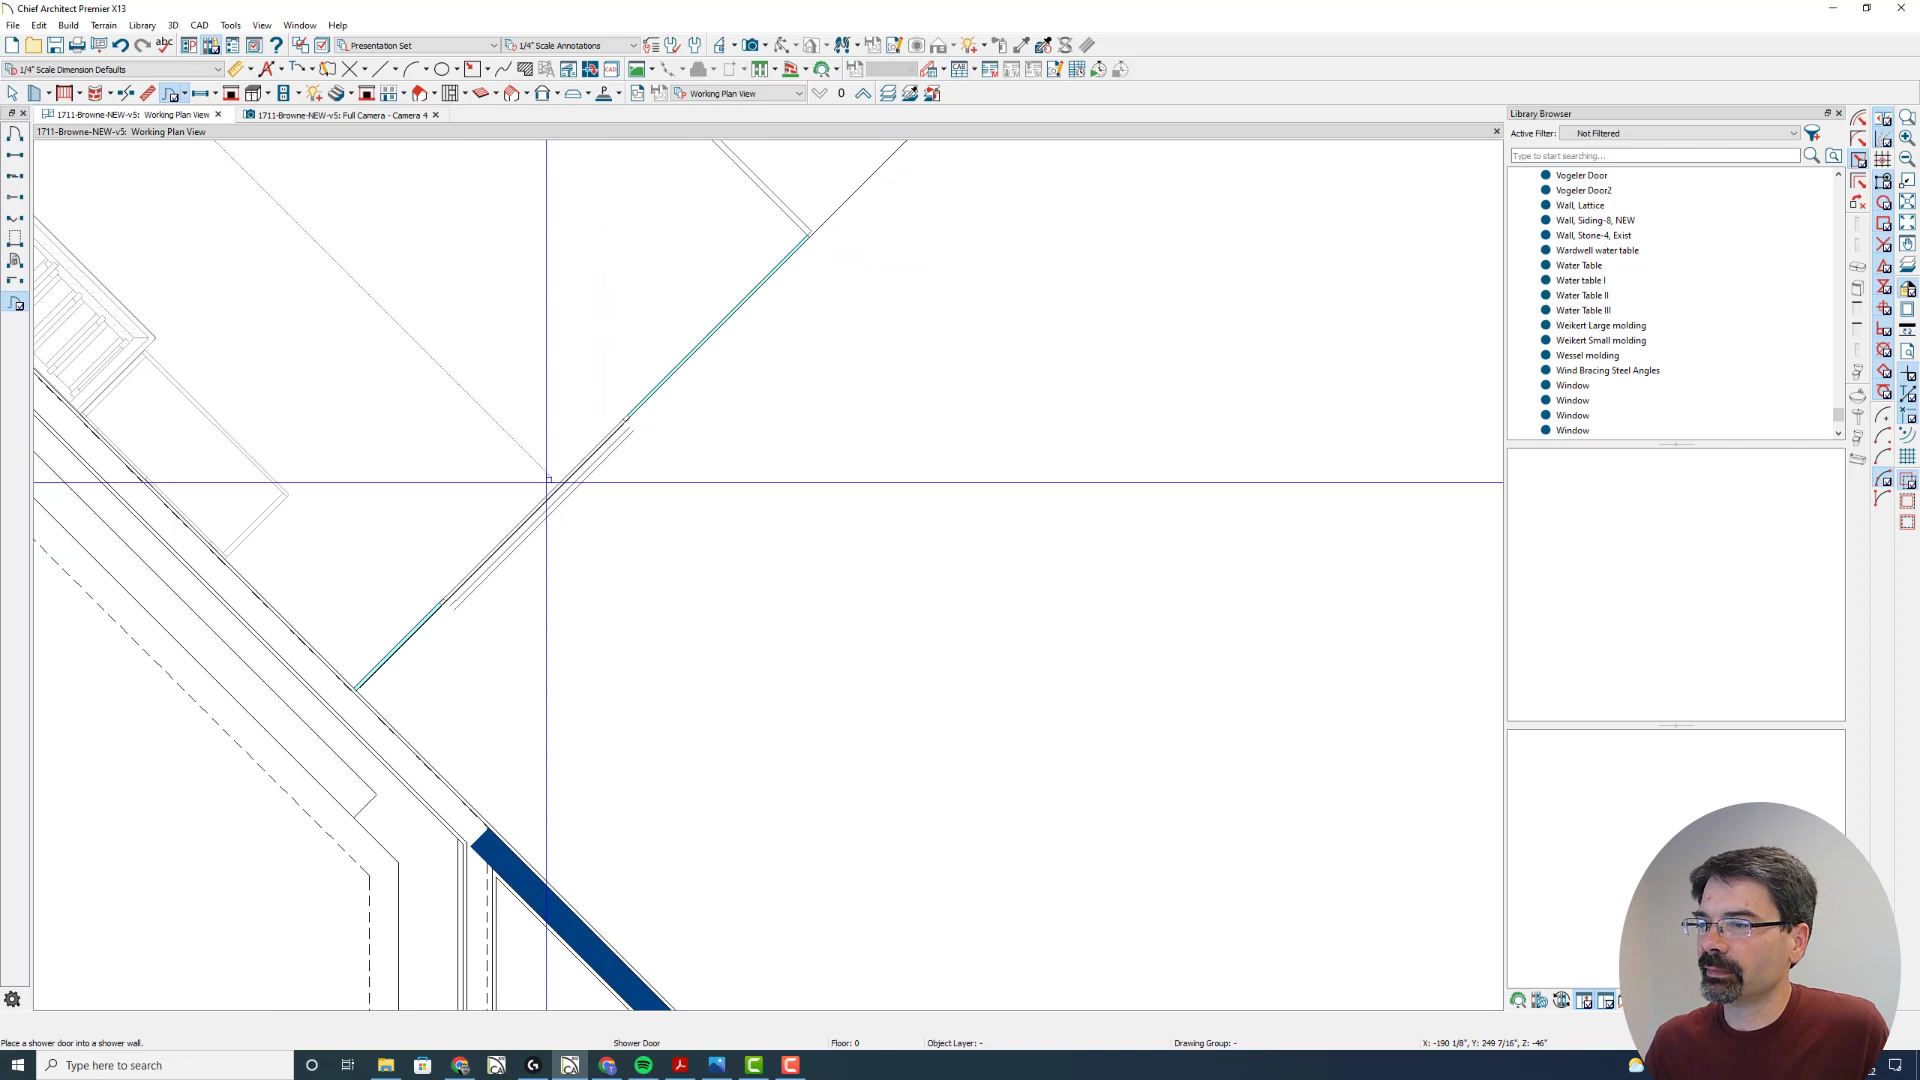 Chief Architect Premier X13
File Edit Build Terrain Library 3D CAD Tools View Window Help
Presentation Set
1/4" Scale Annotations
1/4" Scale Dimension Defaults
Working Plan View
0
1711-Browne-NEW-v5: Working Plan View
1711-Browne-NEW-v5: Full Camera - Camera 4
1711-Browne-NEW-v5: Working Plan View
Library Browser
Active Filter: Not Filtered
Type to start searching...
Vogeler Door
Vogeler Door2
Wall, Lattice
Wall, Siding-8, NEW
Wall, Stone-4, Exist
Wardwell water table
Water Table
Water table I
Water Table II
Water Table III
Weikert Large molding
Weikert Small molding
Wessel molding
Wind Bracing Steel Angles
Window
Window
Window
Window
Place a shower door into a shower wall.
Shower Door
Floor: 0
Object Layer: -
Drawing Group: -
X: -190 1/8", Y: 249 7/16", Z: -46"
Type here to search